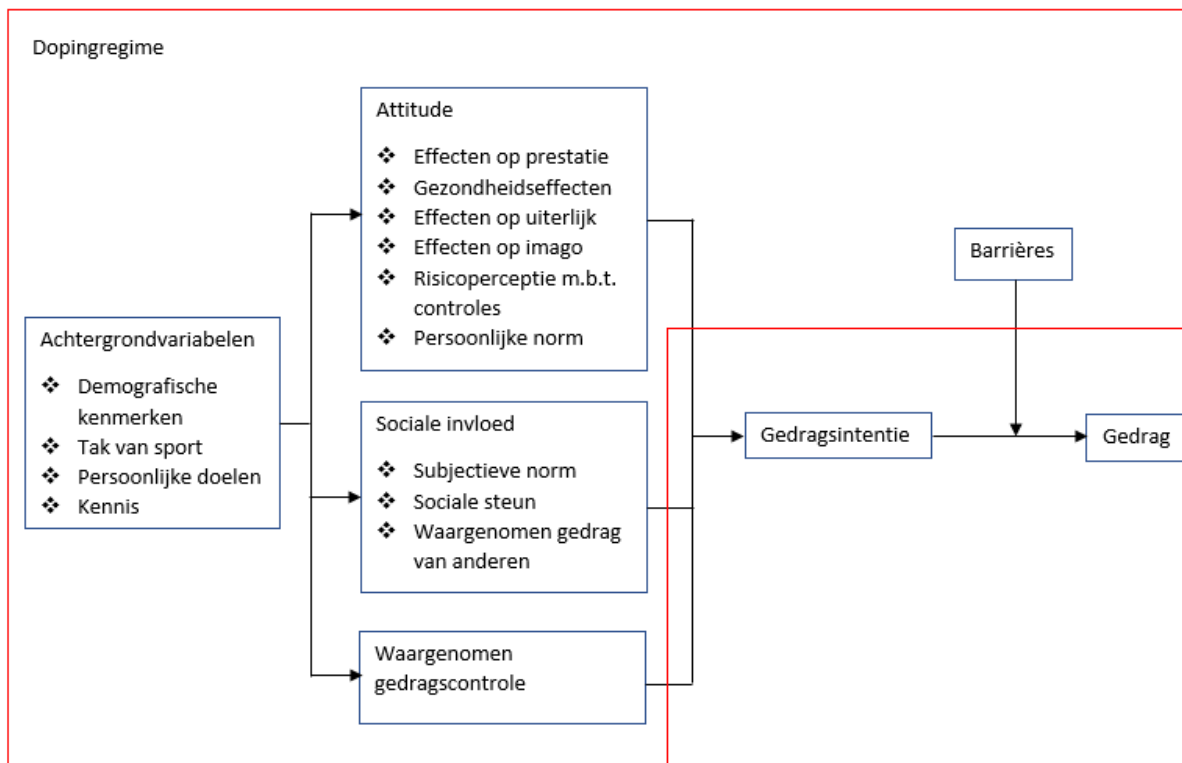 Dopingregime
Attitude
❖ Effecten op prestatie
❖ Gezondheidseffecten
❖ Effecten op uiterlijk
❖ Effecten op imago
❖ Risicoperceptie m.b.t.
controles
❖ Persoonlijke norm
Achtergrondvariabelen
❖ Demografische
kenmerken
❖ Tak van sport
❖ Persoonlijke doelen
❖ Kennis
Sociale invloed
❖ Subjectieve norm
❖ Sociale steun
❖ Waargenomen gedrag
van anderen
Waargenomen
gedragscontrole
Barrières
Gedragsintentie
Gedrag